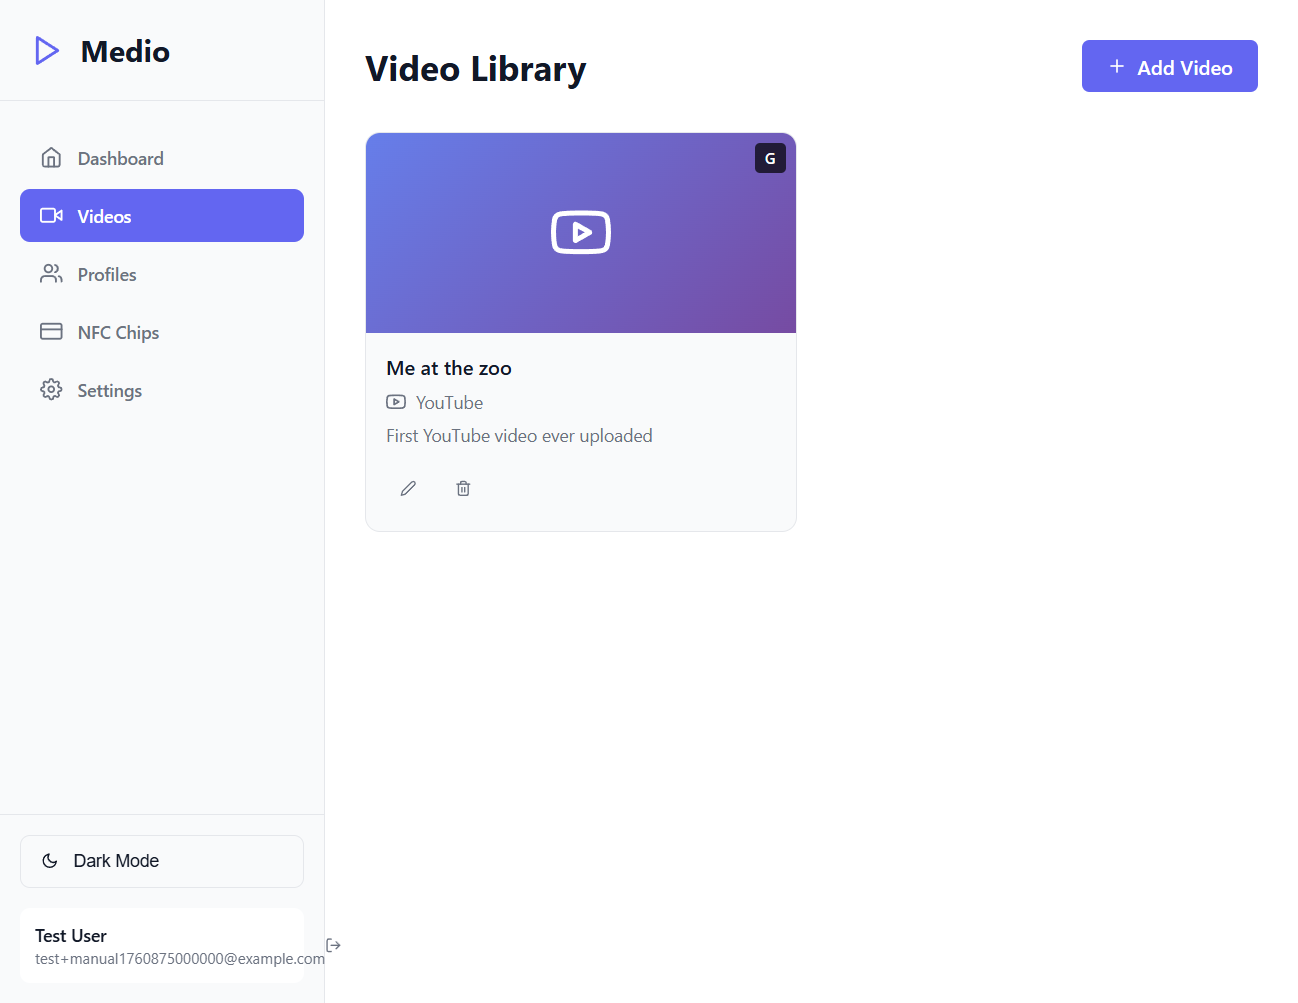 Medio
Dashboard
Videos
Profiles
NFC Chips
Settings
Dark Mode
Test User
test+manual1760875000000@example.com
Video Library
Add Video
G
Me at the zoo
YouTube
First YouTube video ever uploaded